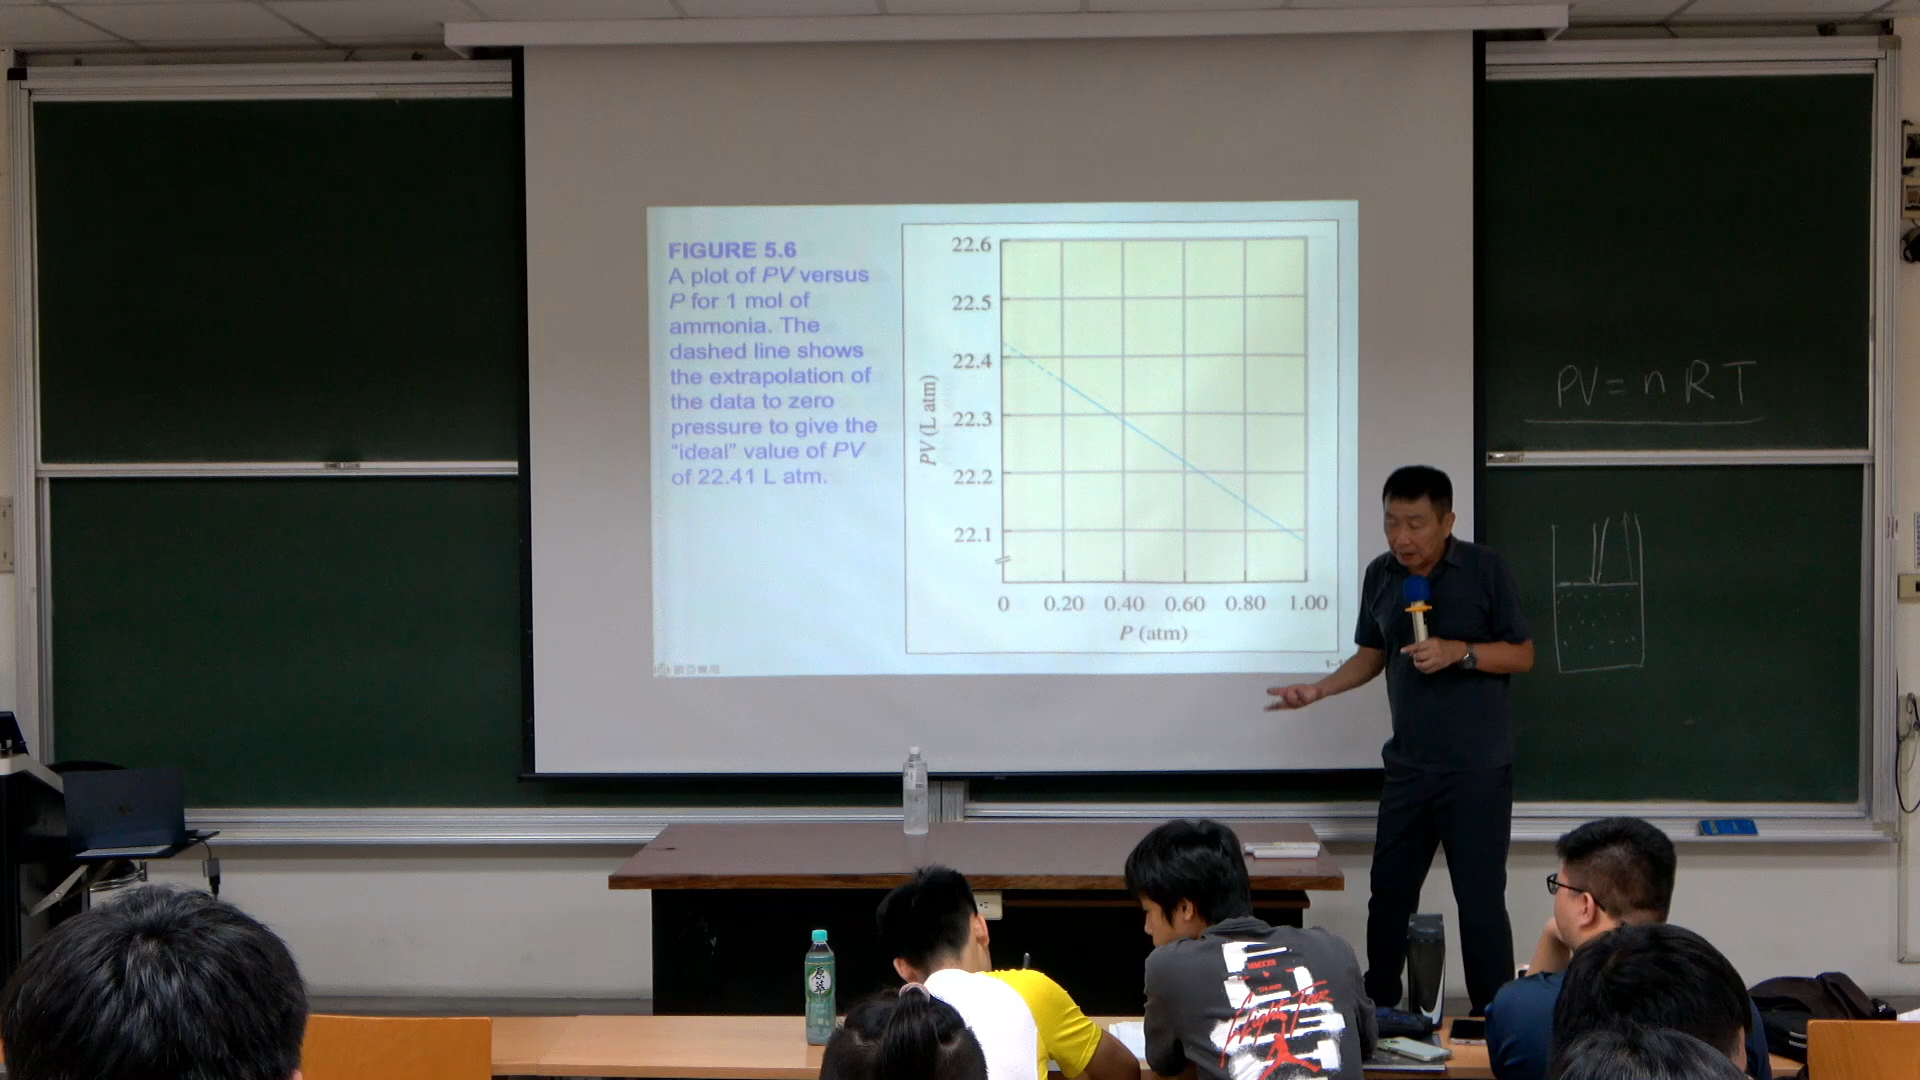 FIGURE 5.6
A plot of PV versus
P for 1 mol of
ammonia. The
dashed line shows
the extrapolation of
the data to zero
pressure to give the
“ideal” value of PV
of 22.41 L atm.
PV (L atm)
22.6
22.5
22.4
22.3
22.2
22.1
0 0.20 0.40 0.60 0.80 1.00
P (atm)
PV = n R T
原萃
Flight Tour